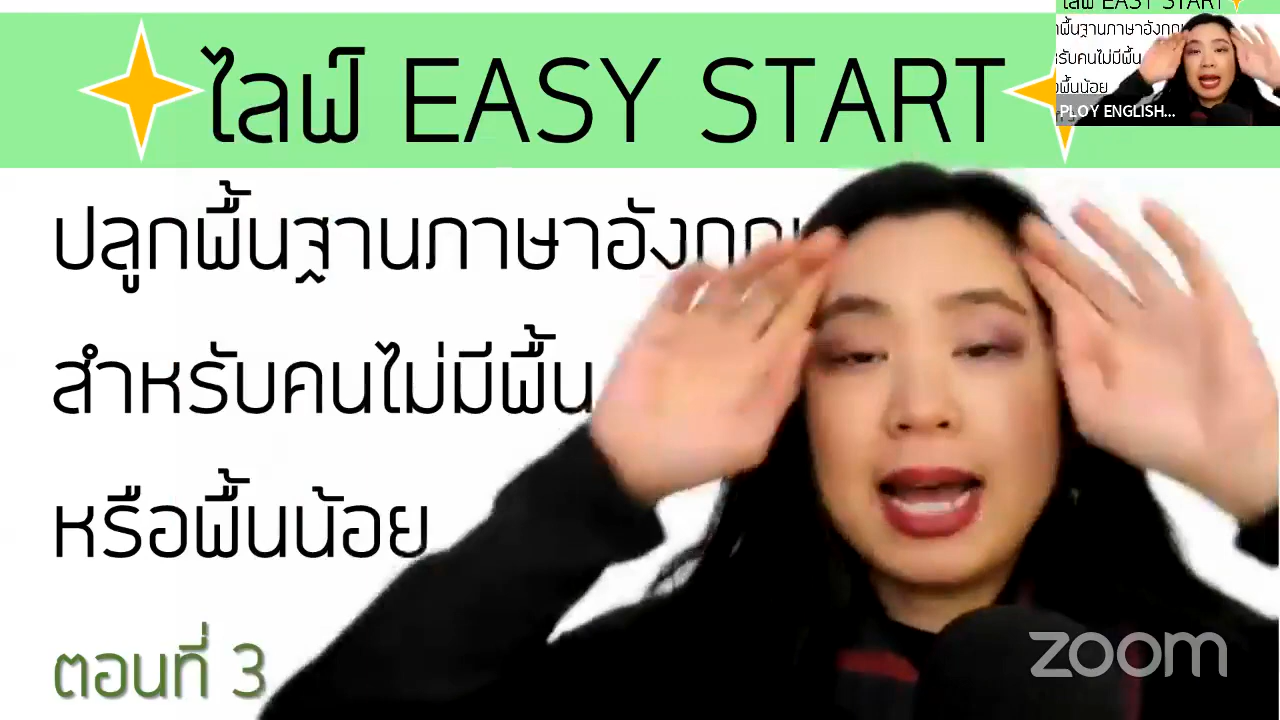 ไลฟ์ EASY START
ปลูกพื้นฐานภาษา
สำหรับคนไม่มีพื้น
หรือพื้นน้อย
ตอนที่ 3
PLOY ENGLISH...
zoom